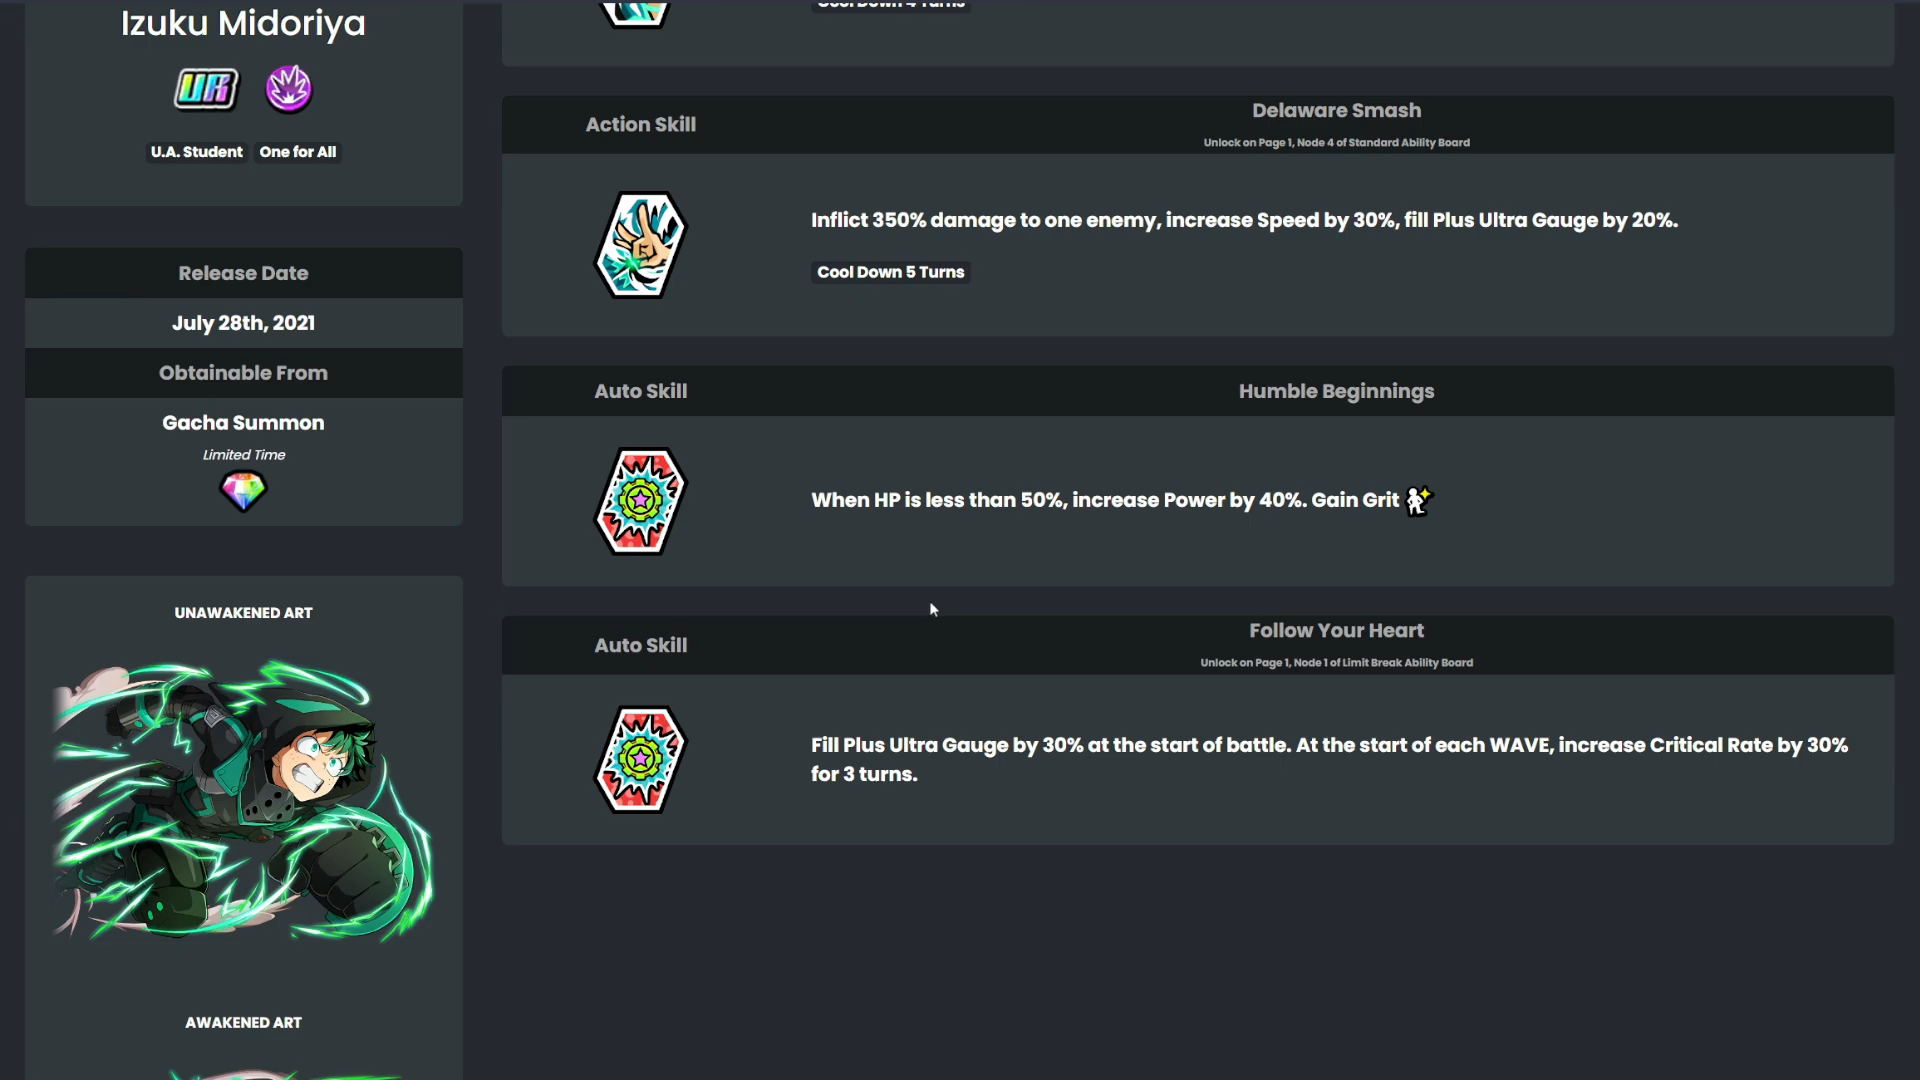 Izuku Midoriya
UR
U.A. Student One for All
Release Date
July 28th, 2021
Obtainable From
Gacha Summon
Limited Time
UNAWAKENED ART
AWAKENED ART
Cool Down 4 Turns
Action Skill
Delaware Smash
Unlock on Page 1, Node 4 of Standard Ability Board
Inflict 350% damage to one enemy, increase Speed by 30%, fill Plus Ultra Gauge by 20%.
Cool Down 5 Turns
Auto Skill
Humble Beginnings
When HP is less than 50%, increase Power by 40%. Gain Grit
Auto Skill
Follow Your Heart
Unlock on Page 1, Node 1 of Limit Break Ability Board
Fill Plus Ultra Gauge by 30% at the start of battle. At the start of each WAVE, increase Critical Rate by 30%
for 3 turns.